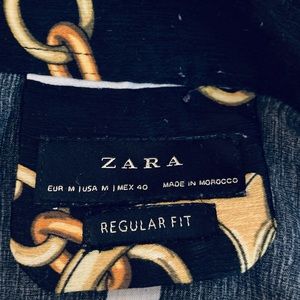 ZARA
EUR M | USA M | MEX 40 MADE IN MOROCCO
REGULAR FIT